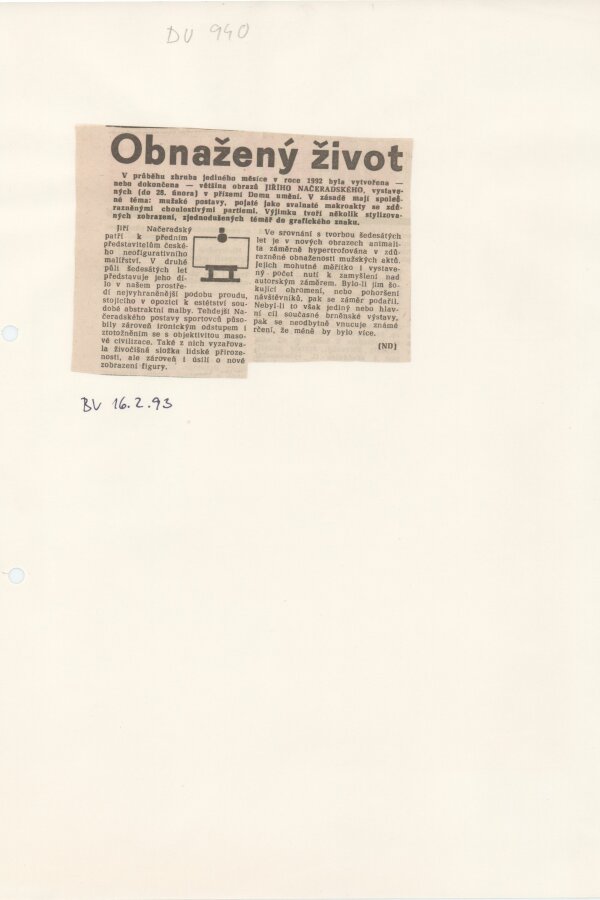 DU 940
Obnažený život
V průběhu zhruba jediného měsíce v roce 1992 byla vytvořena —
nebo dokončena — většina obrazů JIŘÍHO NAČERADSKÉHO, vystave-
ných (do 28. února) v přízemí Domu umění. V zásadě mají společ-
né téma: mužské postavy, pojaté jako svalnaté makroakty se zdů-
razněnými choulostivými partiemi. Výjimku tvoří několik stylizova-
ných zobrazení, zjednodušených téměř do grafického znaku.
Jiří Načeradský
patří k předním
představitelům české-
ho neofigurativního
malířství. V druhé
půli šedesátých let
představuje jeho dí-
lo v našem prostře-
dí nejvyhraněnější podobu proudu,
stojícího v opozici k estétství sou-
dobé abstraktní malby. Tehdejší Na-
čeradského postavy sportovců půso-
bily zároveň ironickým odstupem i
ztotožněním se s objektivitou maso-
vé civilizace. Také z nich vyzařova-
la živočišná složka lidské přiroze-
nosti, ale zároveň i úsilí o nové
zobrazení figury.
Ve srovnání s tvorbou šedesátých
let je v nových obrazech animali-
ta záměrně hypertrofována v zdů-
razněné obnaženosti mužských aktů.
Jejich mohutné měřítko i vystave-
ný počet nutí k zamyšlení nad
autorským záměrem. Bylo-li jím šo-
kující ohromení, nebo pohoršení
návštěvníků, pak se záměr podařil.
Nebyl-li to však jediný nebo hlav-
ní cíl současné brněnské výstavy,
pak se neodbytně vnucuje známé
rčení, že méně by bylo více.
(ND)
BV 16.2.93